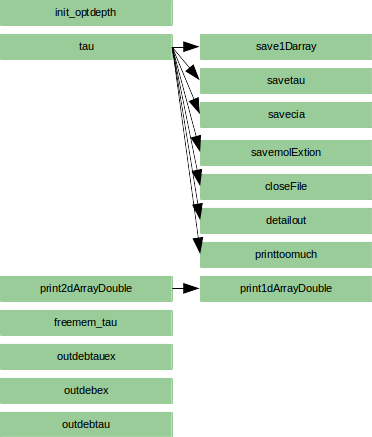 init_optdepth
tau
save1Darray
savetau
savecia
savemolExtion
closeFile
detailout
printtoomuch
print2dArrayDouble
print1dArrayDouble
freemem_tau
outdebtauex
outdebex
outdebtau